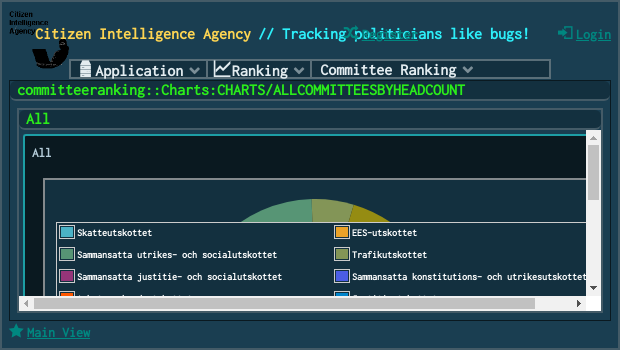 Citizen
Intelligence
Agency
Citizen Intelligence Agency // Tracking politicians like bugs!
Register
Login
Application
Ranking
Committee Ranking
committeeranking::Charts:CHARTS/ALLCOMMITTEESBYHEADCOUNT
All
All
Skatteutskottet
EES-utskottet
Sammansatta utrikes- och socialutskottet
Trafikutskottet
Sammansatta justitie- och socialutskottet
Sammansatta konstitutions- och utrikesutskottet
Main View